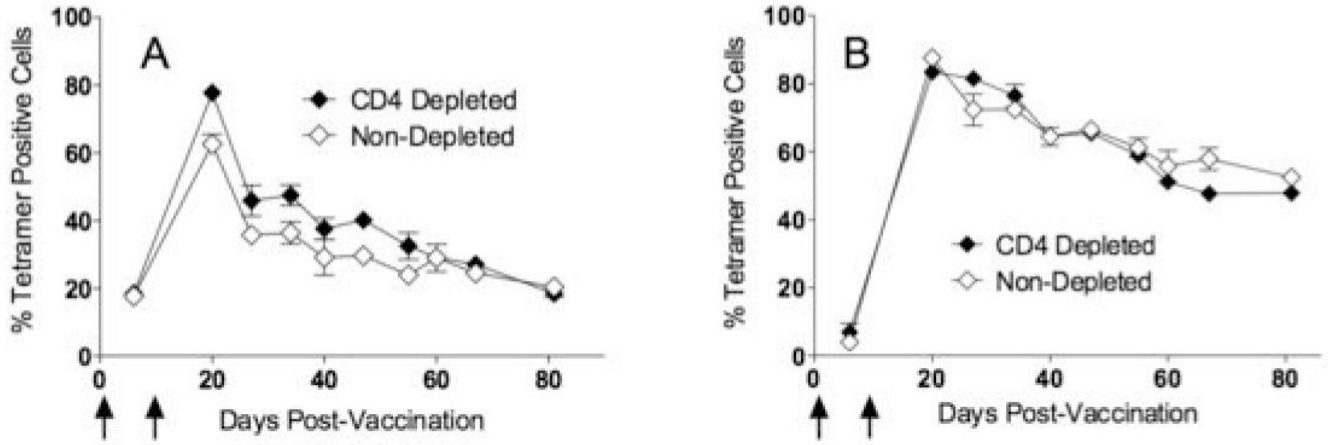 A
% Tetramer Positive Cells
100
80
60
40
20
0
CD4 Depleted
Non-Depleted
0 20 40 60 80
Days Post-Vaccination
B
% Tetramer Positive Cells
100
80
60
40
20
0
CD4 Depleted
Non-Depleted
0 20 40 60 80
Days Post-Vaccination